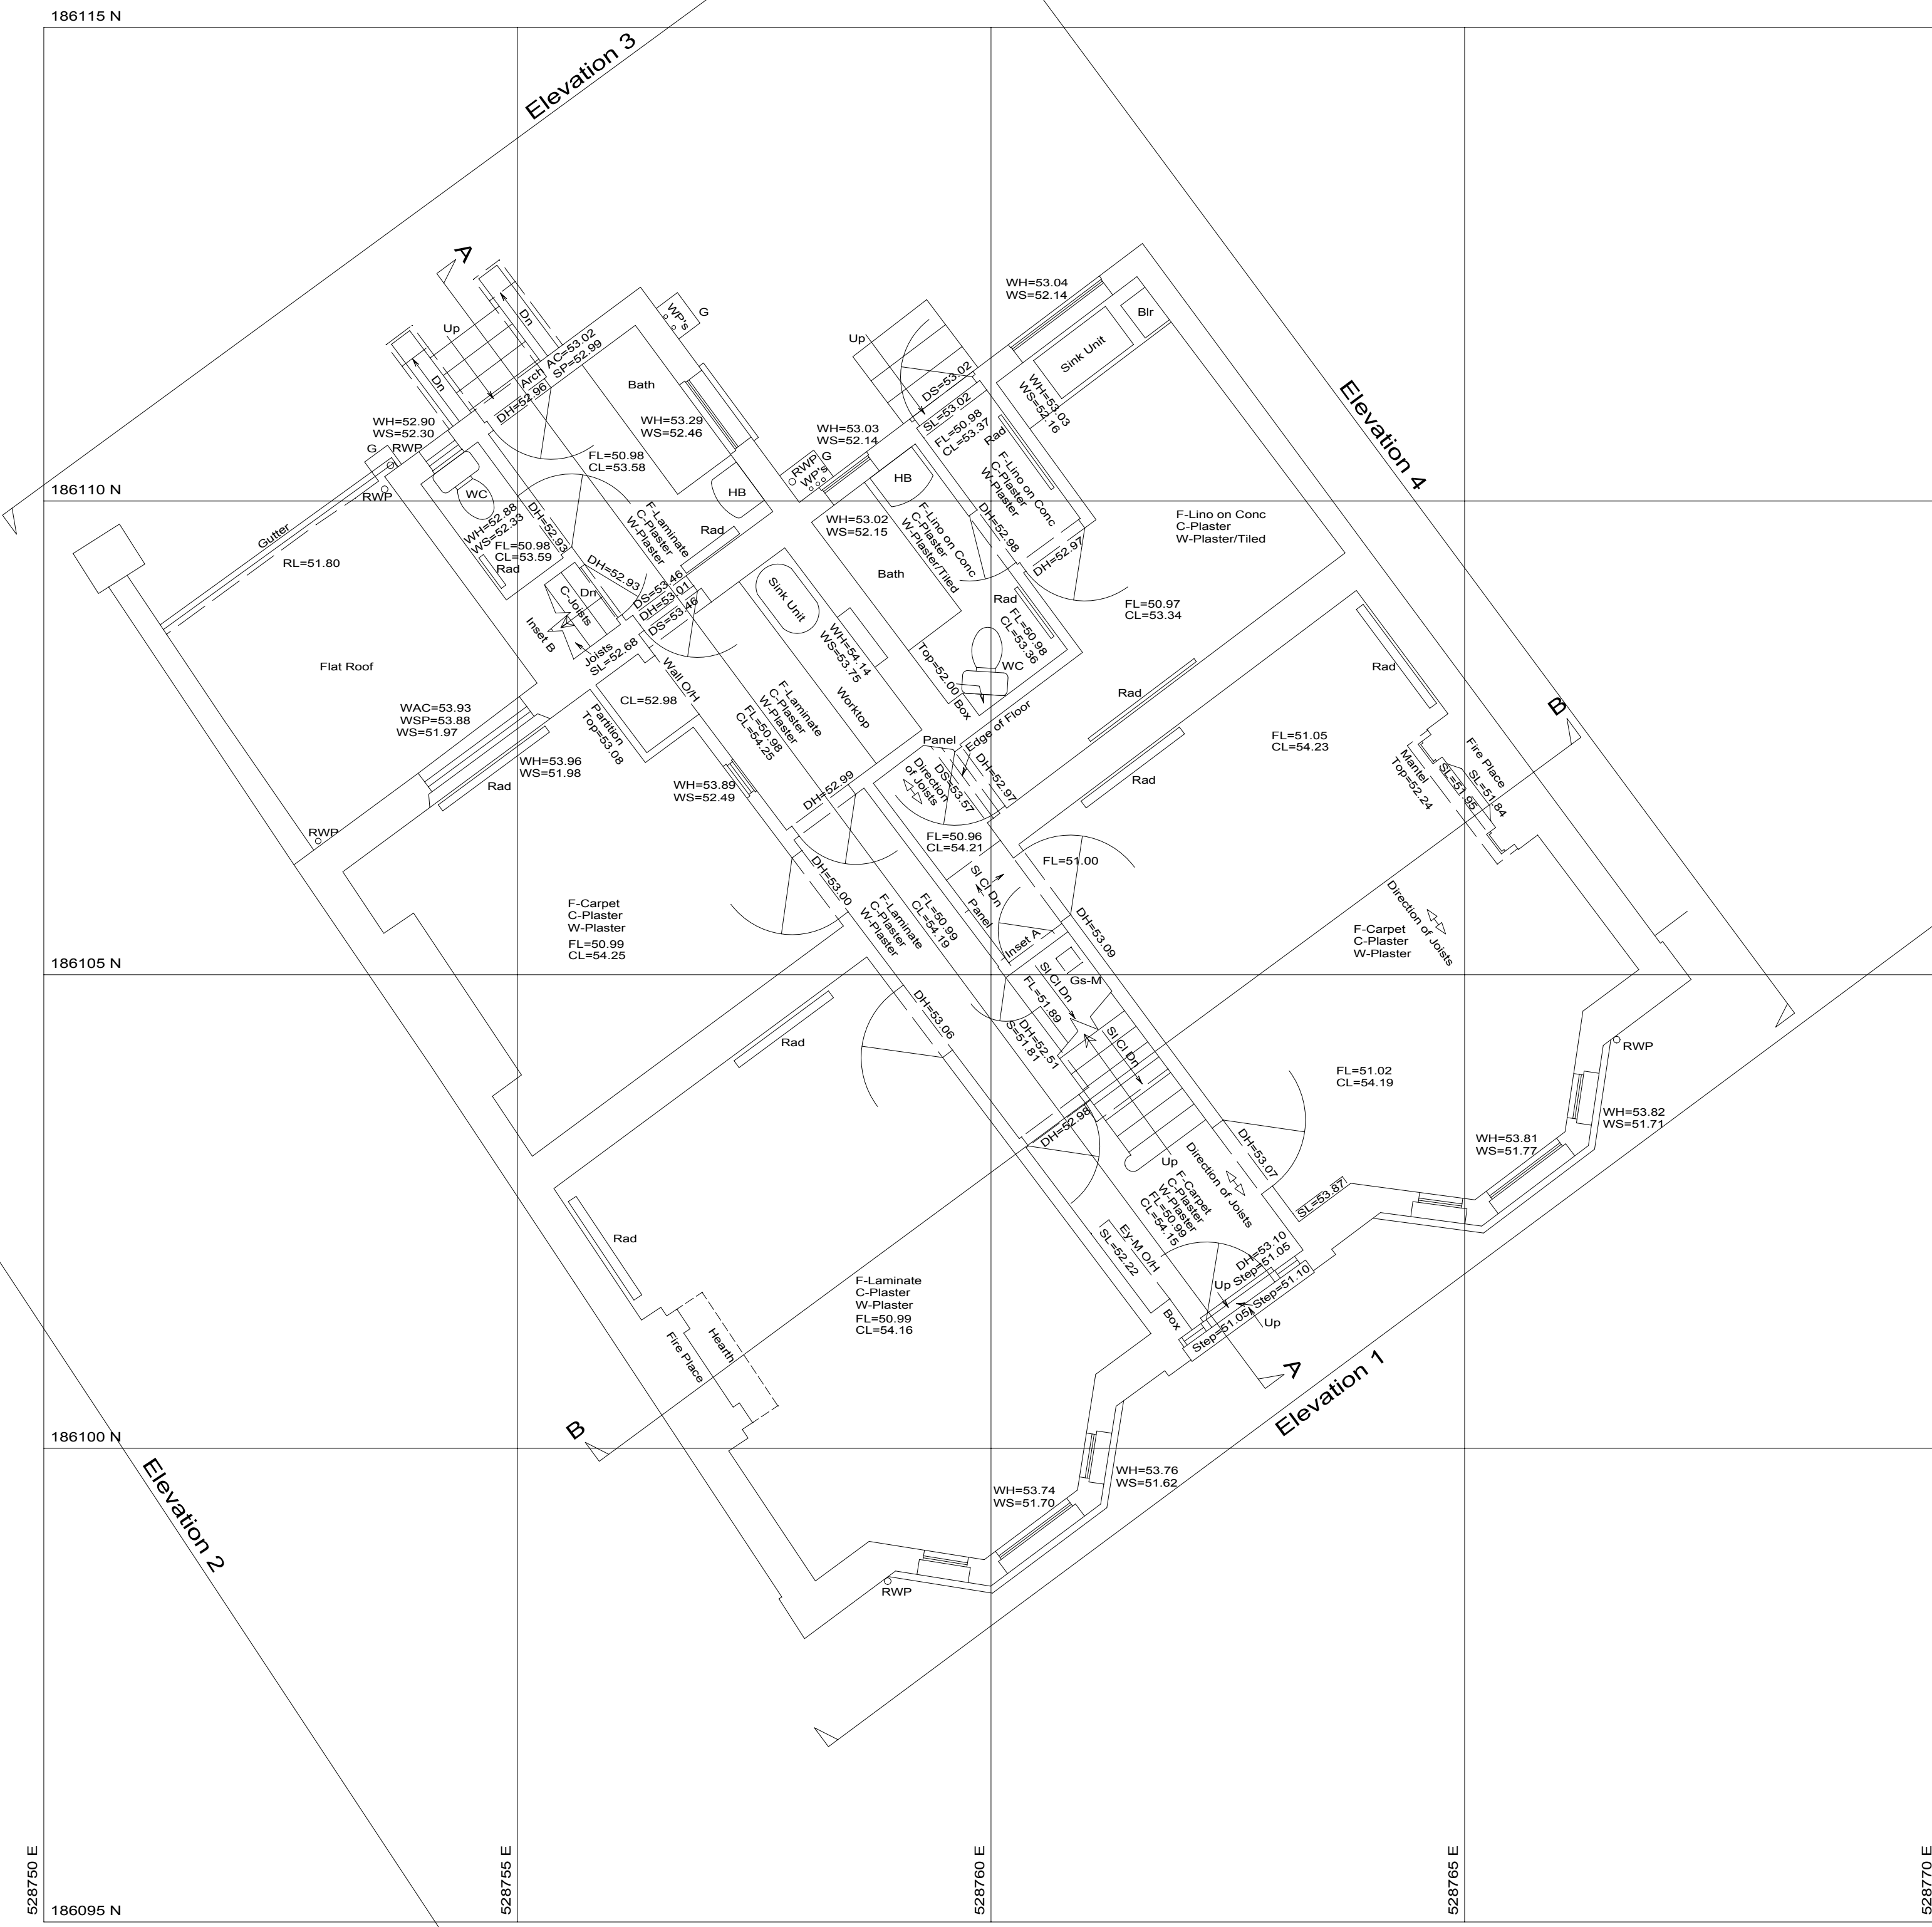 186115 N
Elevation 3
A
WP's
G
Up
Dn
Dn
Arch
AC=53.02
SP=52.99
DH=52.96
Bath
WH=53.29
WS=52.46
WH=52.90
WS=52.30
G
RWP
RWP
WC
WH=52.88
WS=52.33
DH=52.93
FL=50.98
CL=53.59
Rad
FL=50.98
CL=53.58
F-Laminate
C-Plaster
W-Plaster
HB
Rad
DH=52.93
DS=53.46
DH=53.01
DS=53.46
C-Joists
Dn
Inset B
Joists
SL=52.68
Wall O/H
CL=52.98
Partition
Top=53.08
Gutter
RL=51.80
Flat Roof
WAC=53.93
WSP=53.88
WS=51.97
WH=53.96
WS=51.98
Rad
RWP
WH=53.89
WS=52.49
WH=53.04
WS=52.14
Blr
Sink Unit
Up
DS=53.02
SL=53.02
FL=50.98
CL=53.37
Rad
WH=53.03
WS=52.16
F-Lino on Conc
C-Plaster
W-Plaster
WH=53.03
WS=52.14
RWP
G
WP's
HB
WH=53.02
WS=52.15
F-Lino on Conc
C-Plaster
W-Plaster/Tiled
DH=52.98
DH=52.97
Bath
Rad
FL=50.98
CL=53.36
WC
Top=52.00
Box
F-Lino on Conc
C-Plaster
W-Plaster/Tiled
FL=50.97
CL=53.34
Rad
Elevation 4
186110 N
Sink Unit
WH=54.14
WS=53.75
Worktop
F-Laminate
C-Plaster
W-Plaster
FL=50.98
CL=54.25
DH=52.99
Panel
Edge of Floor
Direction
of Joists
DS=53.57
DH=52.97
FL=50.96
CL=54.21
FL=51.00
Sl Cl Dn
Panel
Inset A
DH=53.09
Rad
Rad
FL=51.05
CL=54.23
Mantel
Top=52.24
Fire Place
SL=51.84
SL=51.95
B
Direction of Joists
F-Carpet
C-Plaster
W-Plaster
F-Carpet
C-Plaster
W-Plaster
FL=50.99
CL=54.25
DH=53.00
F-Laminate
C-Plaster
W-Plaster
FL=50.99
CL=54.19
186105 N
Sl Cl Dn
Gs-M
FL=51.89
DH=52.51
S=51.81
Sl Cl Dn
DH=53.06
Rad
DH=52.98
Up
F-Carpet
C-Plaster
W-Plaster
FL=50.99
CL=54.15
Direction of Joists
DH=53.07
SL=53.87
FL=51.02
CL=54.19
RWP
WH=53.82
WS=51.71
WH=53.81
WS=51.77
Ey-M O/H
SL=52.22
Box
DH=53.10
Step=51.05
Up
Step=51.10
Step=51.05
Up
A
Elevation 1
Rad
Fire Place
Hearth
F-Laminate
C-Plaster
W-Plaster
FL=50.99
CL=54.16
B
186100 N
Elevation 2
WH=53.76
WS=51.62
WH=53.74
WS=51.70
RWP
186095 N
528750 E
528755 E
528760 E
528765 E
528770 E